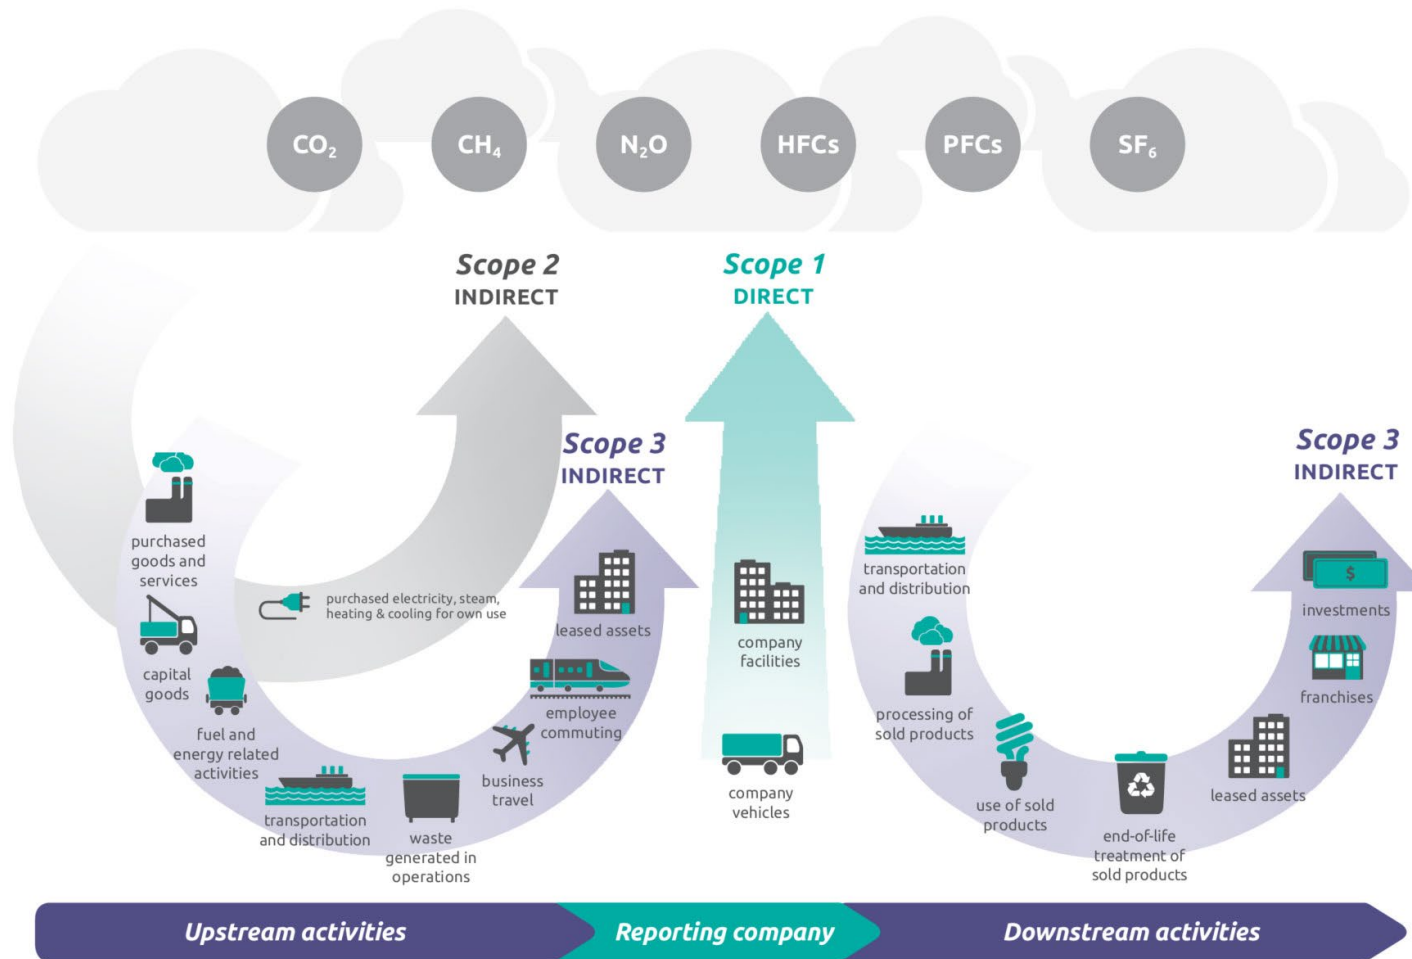 CO₂
CH₄
N₂O
HFCs
PFCs
SF₆
Scope 2
INDIRECT
Scope 1
DIRECT
Scope 3
INDIRECT
Scope 3
INDIRECT
purchased
goods and
services
capital
goods
fuel and
energy related
activities
purchased electricity, steam,
heating & cooling for own use
transportation
and distribution
waste
generated in
operations
business
travel
employee
commuting
leased assets
company
facilities
company
vehicles
transportation
and distribution
processing of
sold products
use of sold
products
end-of-life
treatment of
sold products
leased assets
franchises
$
investments
Upstream activities
Reporting company
Downstream activities